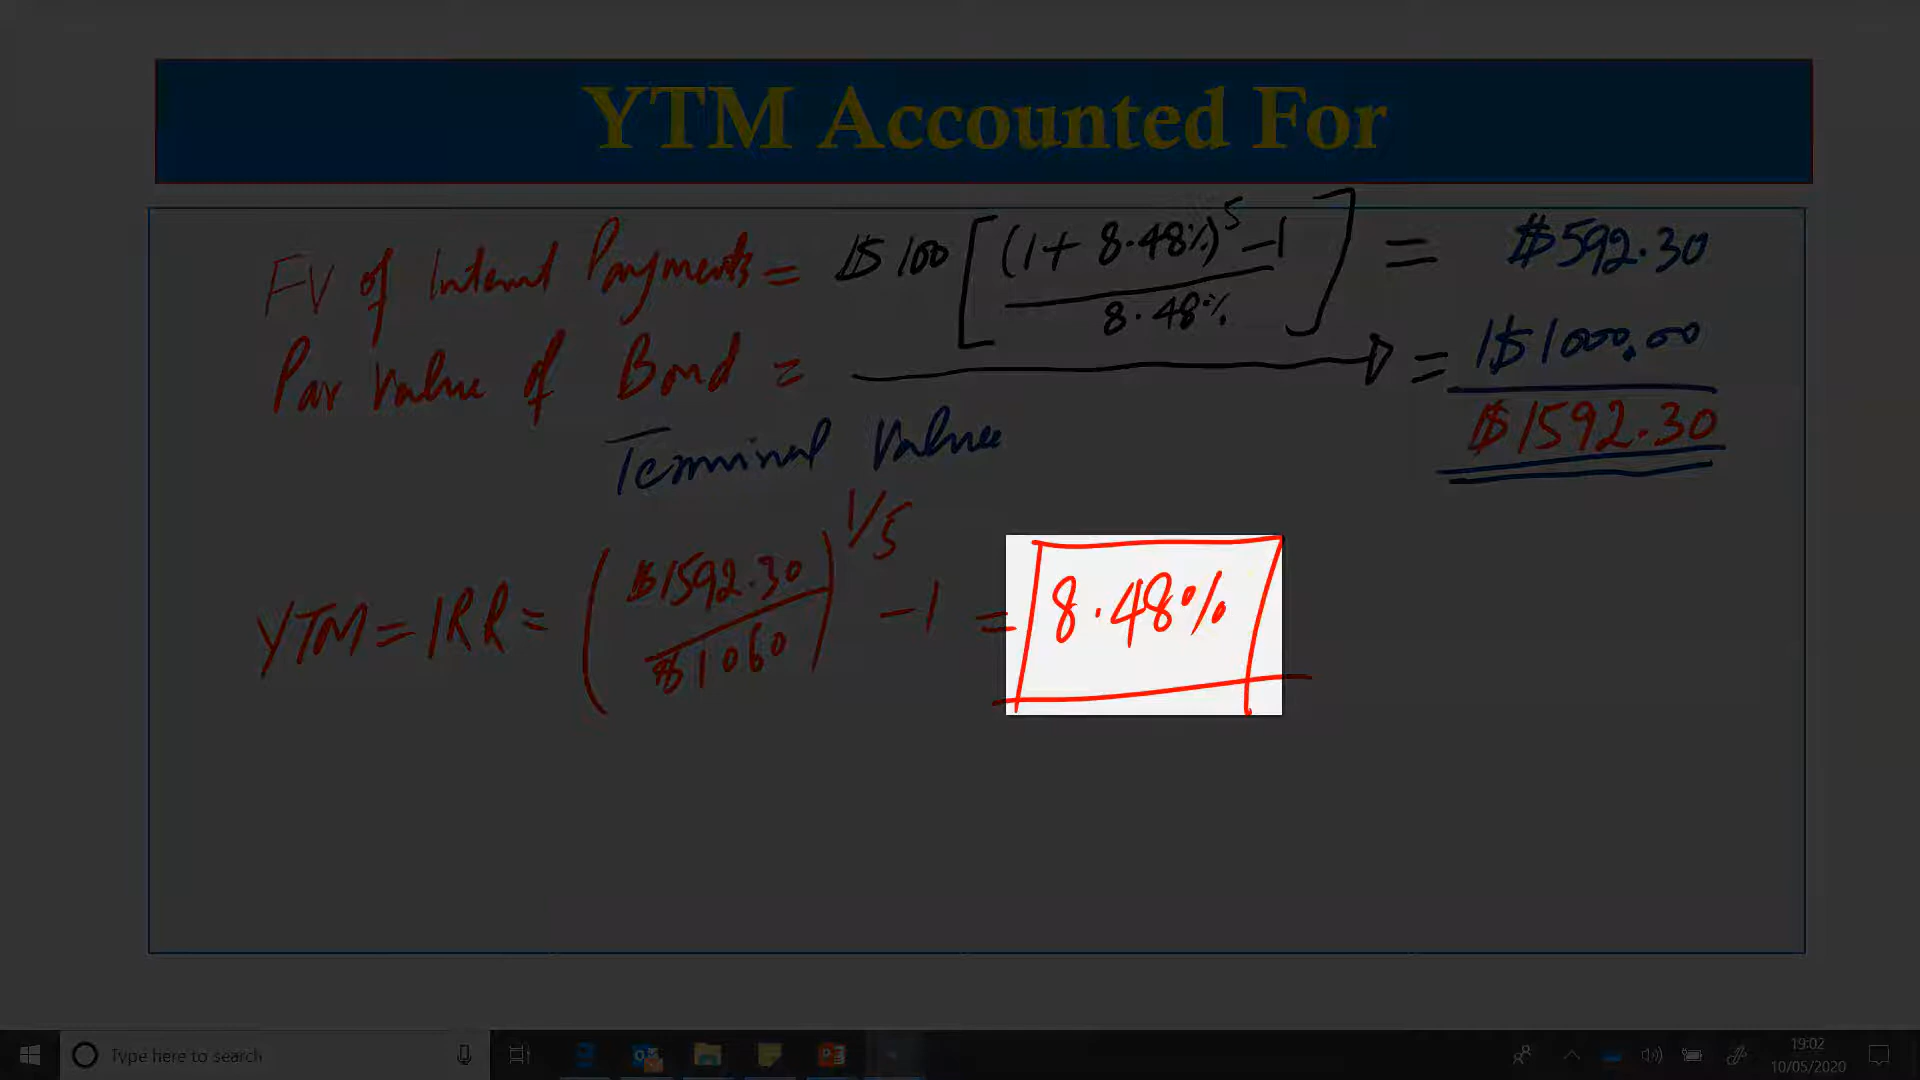 YTM Accounted For
FV of Interest Payments = $100 [ (1 + 8.48%)^5 - 1 / 8.48% ] = $592.30
Par Value of Bond = = $1000.00
Terminal Value $1592.30
YTM = IRR = ( $1592.30 / $1060 )^1/5 - 1 = 8.48%
Type here to search
19:02
10/05/2020